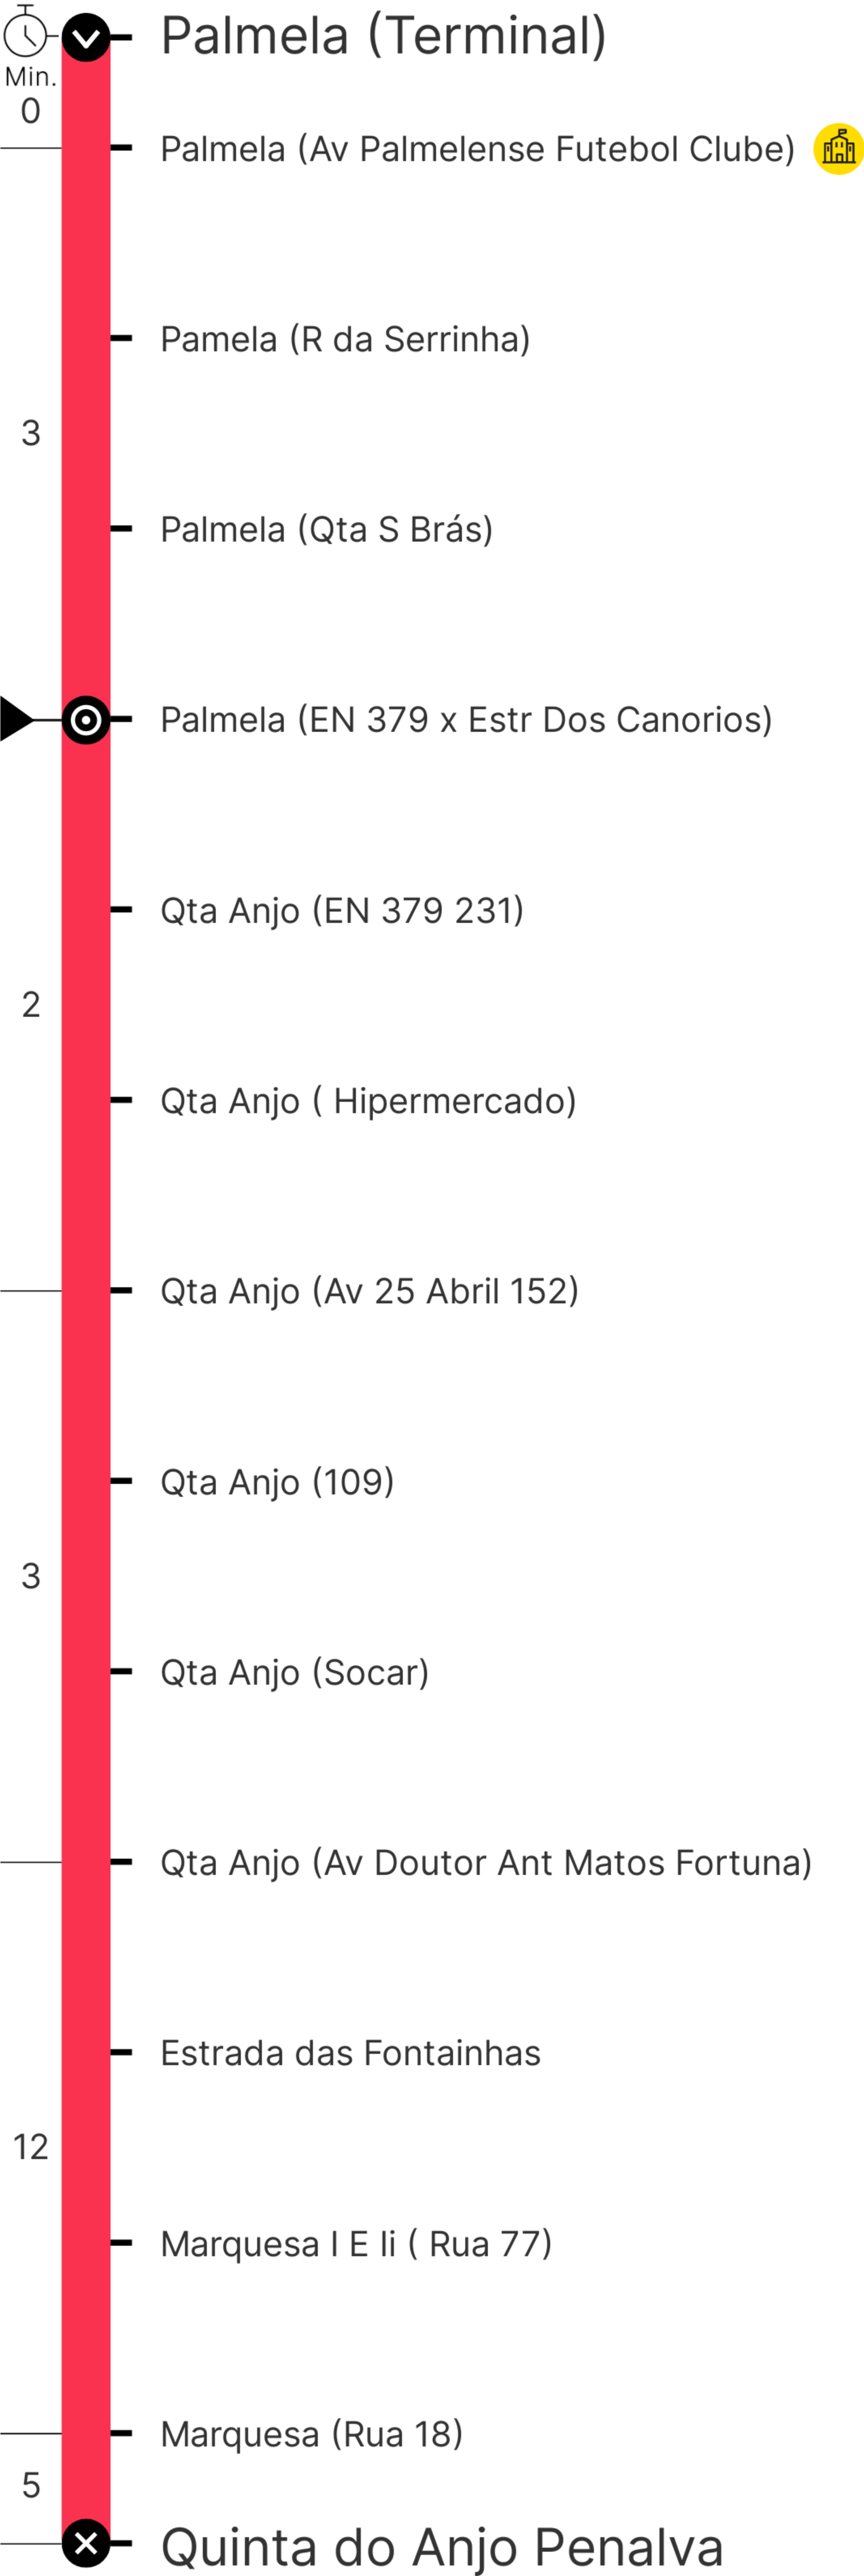 Palmela (Terminal)
Min.
0
Palmela (Av Palmelense Futebol Clube)
Pamela (R da Serrinha)
3
Palmela (Qta S Brás)
Palmela (EN 379 x Estr Dos Canorios)
Qta Anjo (EN 379 231)
2
Qta Anjo ( Hipermercado)
Qta Anjo (Av 25 Abril 152)
Qta Anjo (109)
3
Qta Anjo (Socar)
Qta Anjo (Av Doutor Ant Matos Fortuna)
Estrada das Fontainhas
12
Marquesa I E Ii ( Rua 77)
Marquesa (Rua 18)
5
Quinta do Anjo Penalva